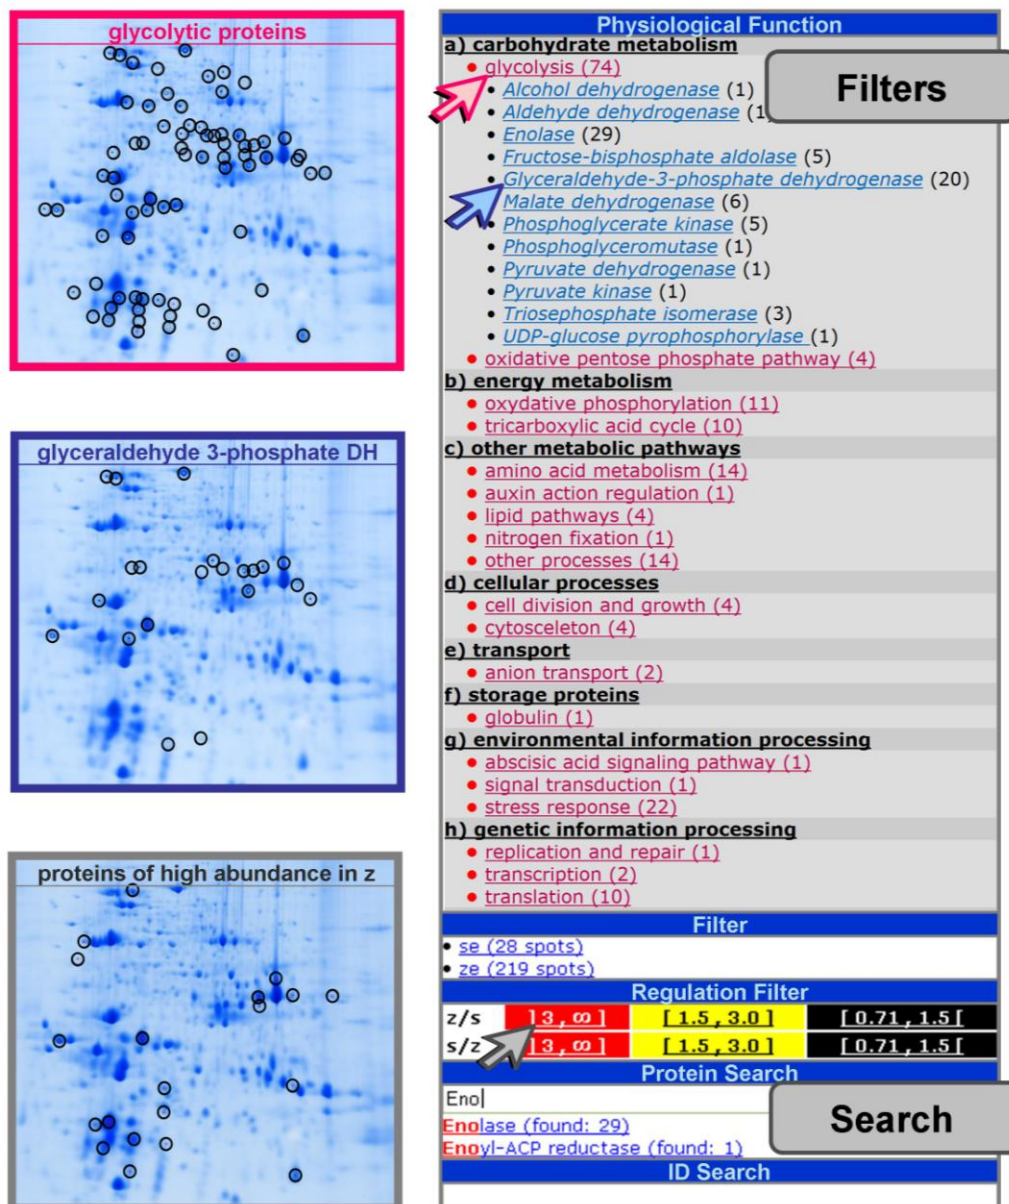 glycolytic proteins
glyceraldehyde 3-phosphate DH
proteins of high abundance in z
Physiological Function
a) carbohydrate metabolism
Filters
• glycolysis (74)
• Alcohol dehydrogenase (1)
• Aldehyde dehydrogenase (1)
• Enolase (29)
• Fructose-bisphosphate aldolase (5)
• Glyceraldehyde-3-phosphate dehydrogenase (20)
Malate dehydrogenase (6)
• Phosphoglycerate kinase (5)
• Phosphoglyceromutase (1)
• Pyruvate dehydrogenase (1)
• Pyruvate kinase (1)
• Triosephosphate isomerase (3)
• UDP-glucose pyrophosphorylase (1)
• oxidative pentose phosphate pathway (4)
b) energy metabolism
• oxydative phosphorylation (11)
• tricarboxylic acid cycle (10)
c) other metabolic pathways
• amino acid metabolism (14)
• auxin action regulation (1)
• lipid pathways (4)
• nitrogen fixation (1)
• other processes (14)
d) cellular processes
• cell division and growth (4)
• cytosceleton (4)
e) transport
• anion transport (2)
f) storage proteins
• globulin (1)
g) environmental information processing
• abscisic acid signaling pathway (1)
• signal transduction (1)
• stress response (22)
h) genetic information processing
• replication and repair (1)
• transcription (2)
• translation (10)
Filter
• se (28 spots)
• ze (219 spots)
Regulation Filter
z/s ]3,∞] [1.5,3.0] [0.71,1.5[
s/z ]3,∞] [1.5,3.0] [0.71,1.5[
Protein Search
Eno
Search
Enolase (found: 29)
Enoyl-ACP reductase (found: 1)
ID Search